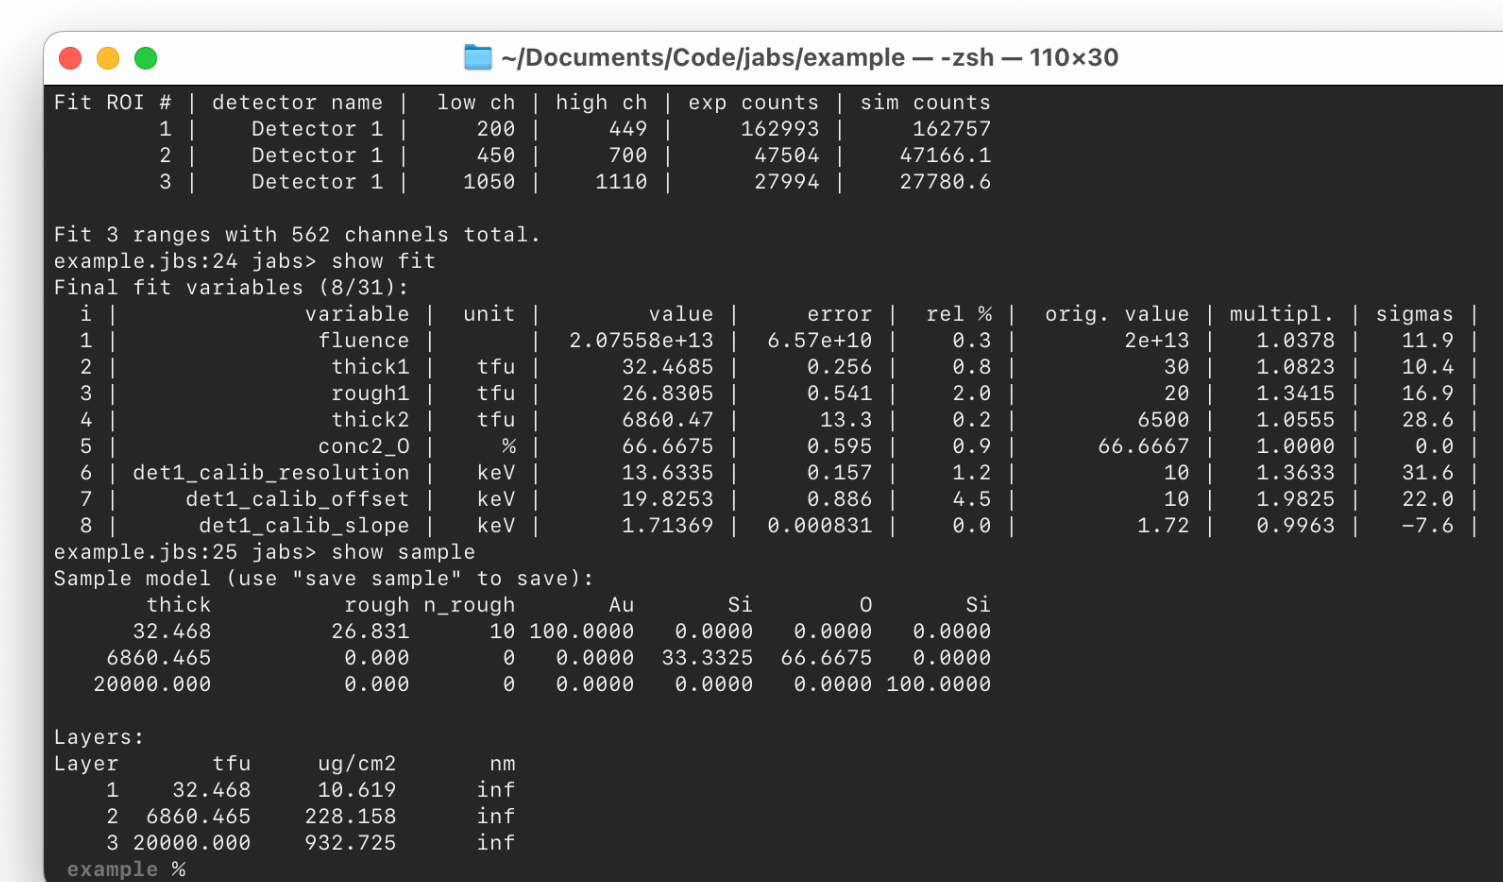 ~/Documents/Code/jabs/example — -zsh — 110×30
Fit ROI # | detector name |  low ch | high ch |  exp counts |  sim counts
        1 |    Detector 1 |     200 |     449 |      162993 |      162757
        2 |    Detector 1 |     450 |     700 |       47504 |     47166.1
        3 |    Detector 1 |    1050 |    1110 |       27994 |     27780.6

Fit 3 ranges with 562 channels total.
example.jbs:24 jabs> show fit
Final fit variables (8/31):
  i |               variable |   unit |         value |      error |   rel % |   orig. value | multipl. | sigmas |
  1 |                fluence |        |   2.07558e+13 |   6.57e+10 |     0.3 |         2e+13 |   1.0378 |   11.9 |
  2 |                 thick1 |    tfu |       32.4685 |      0.256 |     0.8 |            30 |   1.0823 |   10.4 |
  3 |                 rough1 |    tfu |       26.8305 |      0.541 |     2.0 |            20 |   1.3415 |   16.9 |
  4 |                 thick2 |    tfu |       6860.47 |       13.3 |     0.2 |          6500 |   1.0555 |   28.6 |
  5 |                conc2_O |      % |       66.6675 |      0.595 |     0.9 |       66.6667 |   1.0000 |    0.0 |
  6 | det1_calib_resolution |    keV |       13.6335 |      0.157 |     1.2 |            10 |   1.3633 |   31.6 |
  7 |      det1_calib_offset |    keV |       19.8253 |      0.886 |     4.5 |            10 |   1.9825 |   22.0 |
  8 |       det1_calib_slope |    keV |       1.71369 |   0.000831 |     0.0 |          1.72 |   0.9963 |   -7.6 |
example.jbs:25 jabs> show sample
Sample model (use "save sample" to save):
       thick          rough n_rough       Au       Si        O       Si
      32.468         26.831      10 100.0000   0.0000   0.0000   0.0000
    6860.465          0.000       0   0.0000  33.3325  66.6675   0.0000
   20000.000          0.000       0   0.0000   0.0000   0.0000 100.0000

Layers:
Layer       tfu     ug/cm2       nm
    1    32.468     10.619      inf
    2  6860.465    228.158      inf
    3 20000.000    932.725      inf
 example %